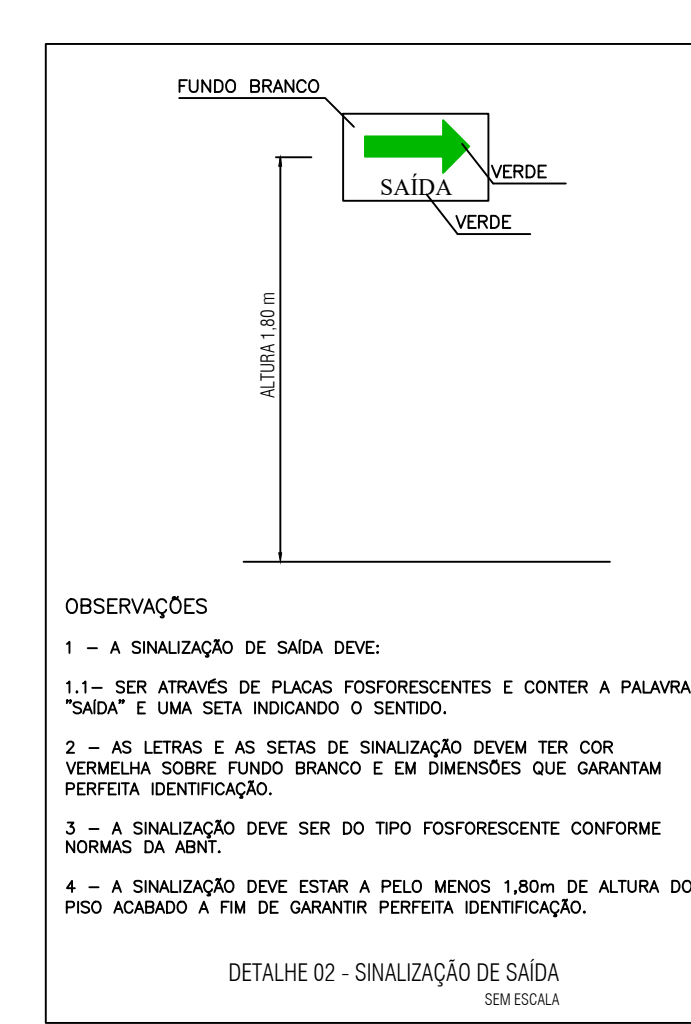 FUNDO BRANCO
VERDE
SAÍDA
VERDE
ALTURA 1,80 m
OBSERVAÇÕES
1 – A SINALIZAÇÃO DE SAÍDA DEVE:
1.1– SER ATRAVÉS DE PLACAS FOSFORESCENTES E CONTER A PALAVRA
"SAÍDA" E UMA SETA INDICANDO O SENTIDO.
2 – AS LETRAS E AS SETAS DE SINALIZAÇÃO DEVEM TER COR
VERMELHA SOBRE FUNDO BRANCO E EM DIMENSÕES QUE GARANTAM
PERFEITA IDENTIFICAÇÃO.
3 – A SINALIZAÇÃO DEVE SER DO TIPO FOSFORESCENTE CONFORME
NORMAS DA ABNT.
4 – A SINALIZAÇÃO DEVE ESTAR A PELO MENOS 1,80m DE ALTURA DO
PISO ACABADO A FIM DE GARANTIR PERFEITA IDENTIFICAÇÃO.
DETALHE 02 - SINALIZAÇÃO DE SAÍDA
SEM ESCALA